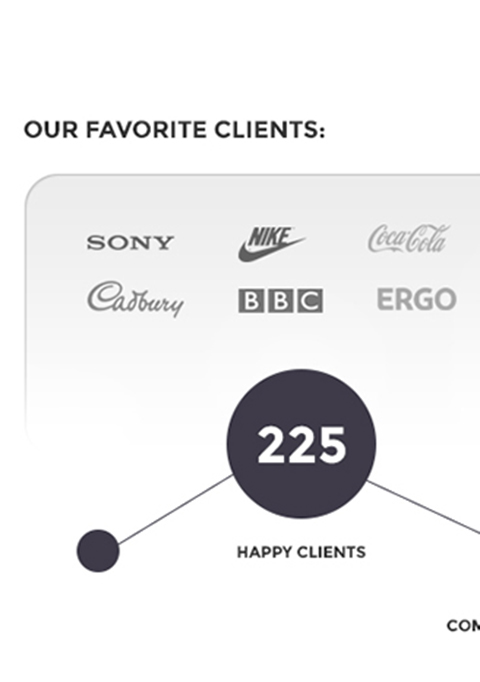 OUR FAVORITE CLIENTS:
SONY NIKE Coca-Cola
Cadbury BBC ERGO
225
HAPPY CLIENTS